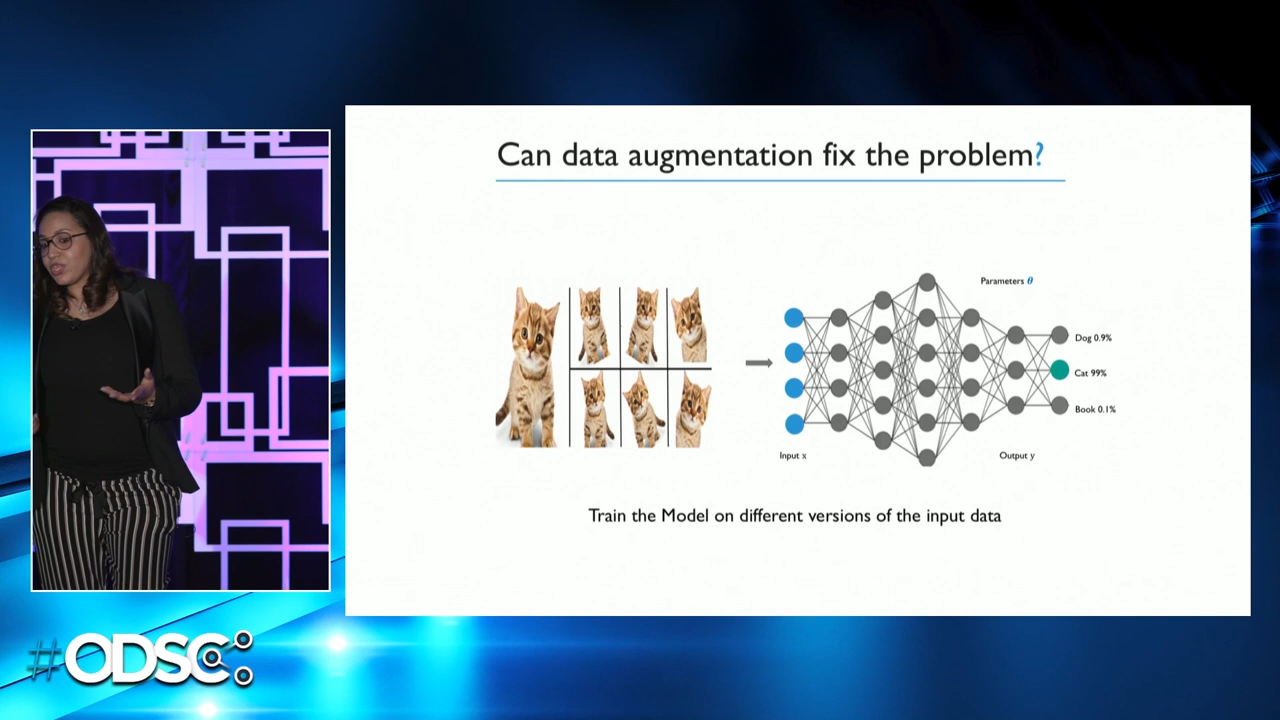 Can data augmentation fix the problem?
Parameters θ
Dog 0.9%
Cat 99%
Book 0.1%
Input x
Output y
Train the Model on different versions of the input data
#ODSC